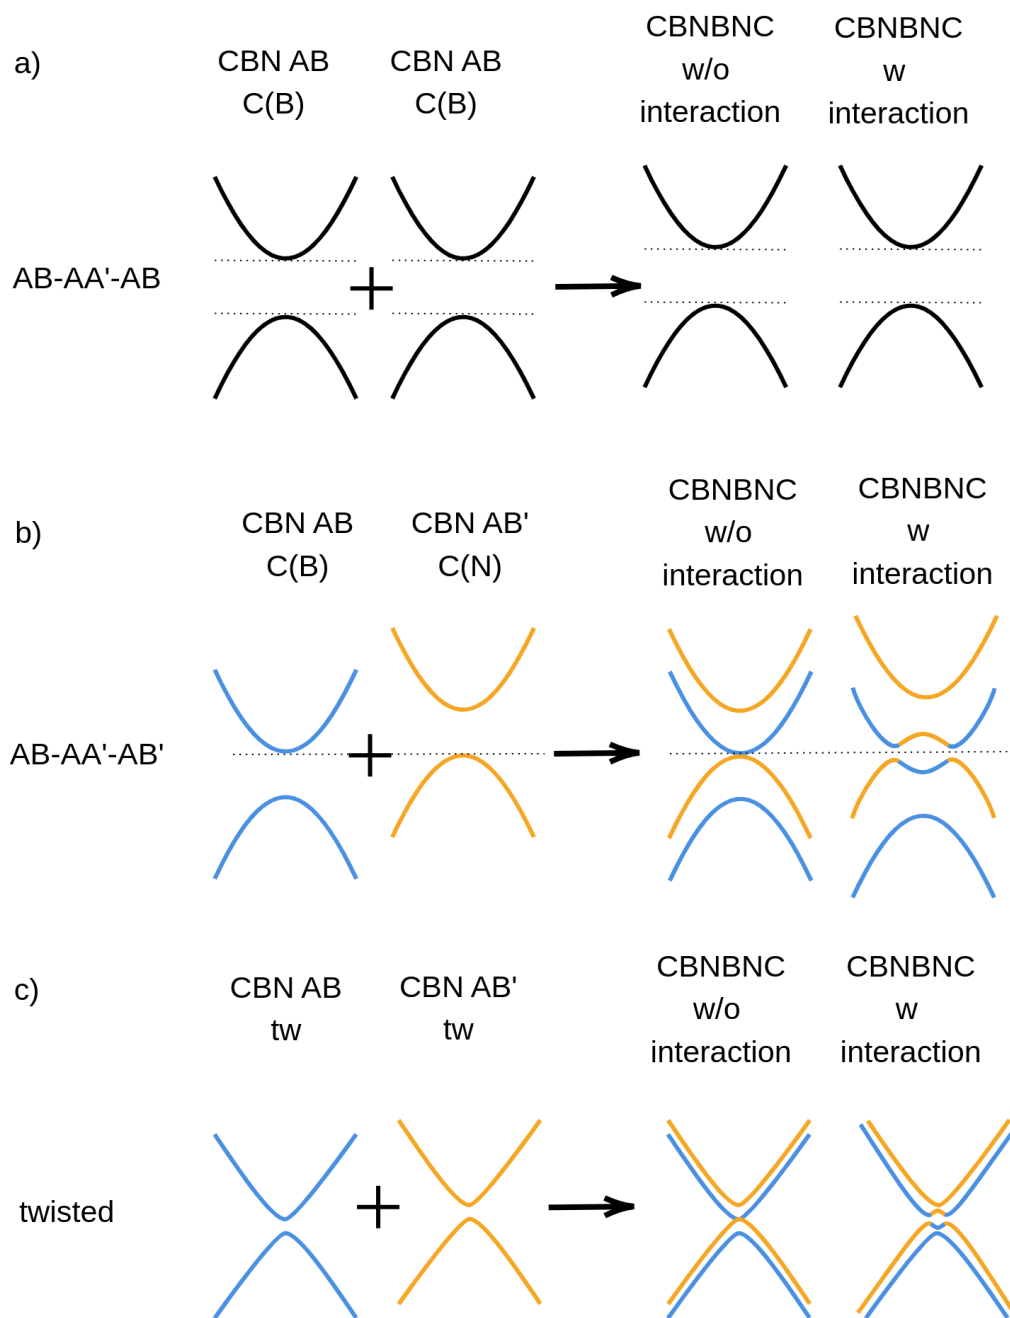 a)
CBN AB
C(B)
CBN AB
C(B)
CBNBNC
w/o
interaction
CBNBNC
w
interaction
AB-AA'-AB
b)
CBN AB
C(B)
CBN AB'
C(N)
CBNBNC
w/o
interaction
CBNBNC
w
interaction
AB-AA'-AB'
c)
CBN AB
tw
CBN AB'
tw
CBNBNC
w/o
interaction
CBNBNC
w
interaction
twisted